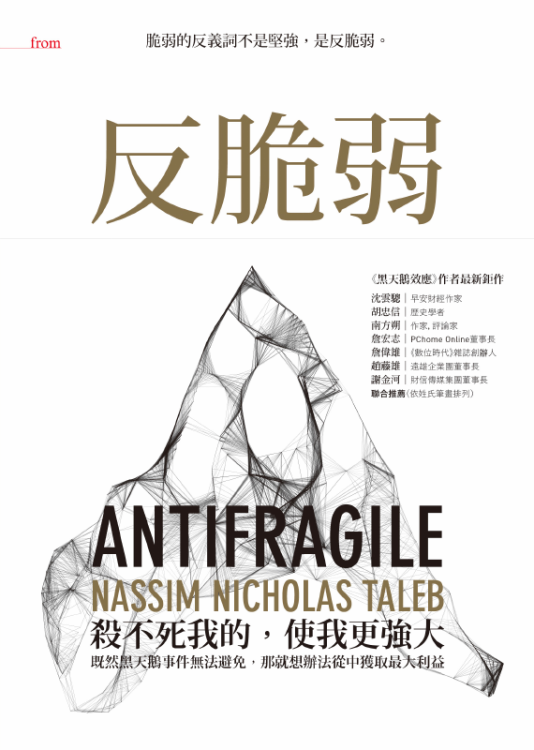 from
脆弱的反義詞不是堅強，是反脆弱。
反脆弱
《黑天鵝效應》作者最新鉅作
沈雲驄｜早安財經作家
胡忠信｜歷史學者
南方朔｜作家，評論家
詹宏志｜PChome Online董事長
詹偉雄｜《數位時代》雜誌創辦人
趙藤雄｜遠雄企業團董事長
謝金河｜財信傳媒集團董事長
聯合推薦（依姓氏筆畫排列）
ANTIFRAGILE
NASSIM NICHOLAS TALEB
殺不死我的，使我更強大
既然黑天鵝事件無法避免，那就想辦法從中獲取最大利益